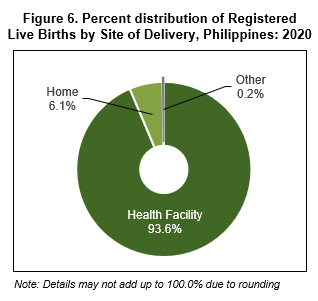 Figure 6. Percent distribution of Registered
Live Births by Site of Delivery, Philippines: 2020
Other
0.2%
Home
6.1%
Health Facility
93.6%
Note: Details may not add up to 100.0% due to rounding